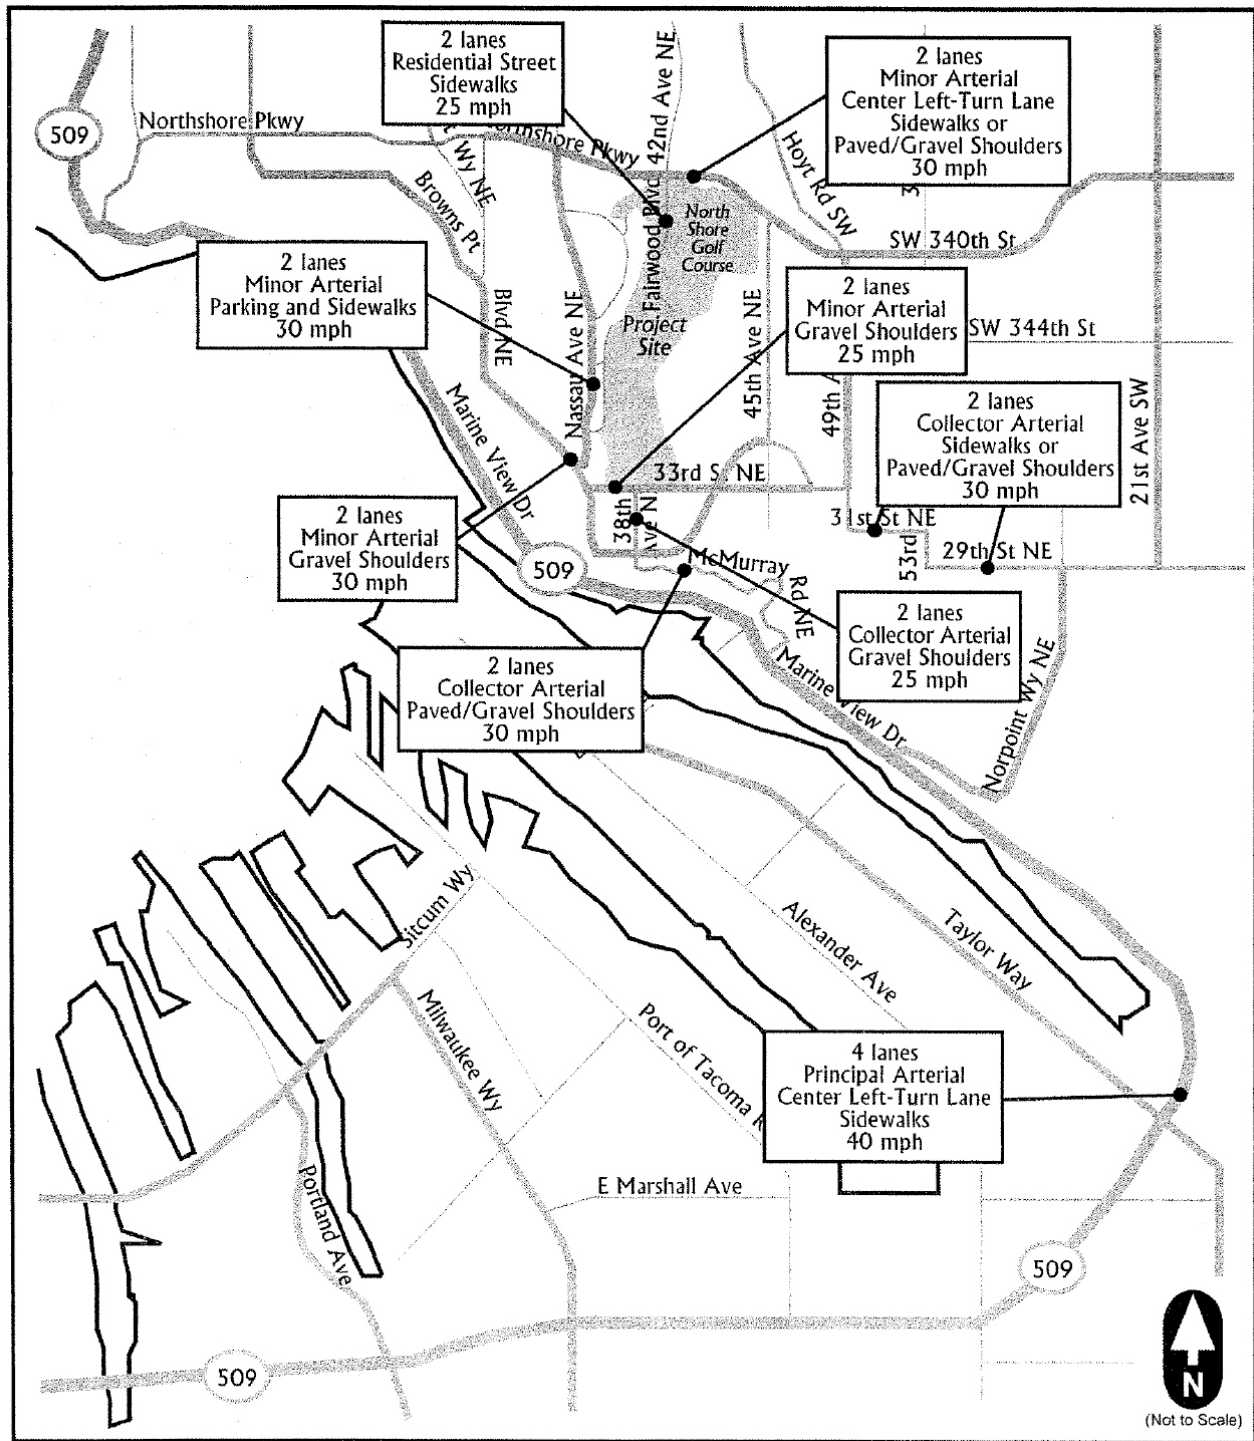 2 lanes
Residential Street
Sidewalks
25 mph
42nd Ave NE
2 lanes
Minor Arterial
Center Left-Turn Lane
Sidewalks or
Paved/Gravel Shoulders
30 mph
509
Northshore Pkwy
Northshore Pkwy
Wy NE
Browns Pt
Blvd NE
Hoyt Rd SW
3
North
Shore
Golf
Course
Fairwood Blvd
SW 340th St
2 lanes
Minor Arterial
Parking and Sidewalks
30 mph
2 lanes
Minor Arterial
Gravel Shoulders
25 mph
Project
Site
SW 344th St
Nassau Ave NE
45th Ave NE
49th A
21st Ave SW
Marine View Dr
2 lanes
Collector Arterial
Sidewalks or
Paved/Gravel Shoulders
30 mph
33rd St NE
38th
Ave N
2 lanes
Minor Arterial
Gravel Shoulders
30 mph
31st St NE
53rd
29th St NE
509
McMurray
Rd NE
2 lanes
Collector Arterial
Gravel Shoulders
25 mph
2 lanes
Collector Arterial
Paved/Gravel Shoulders
30 mph
Marine View Dr
Norpoint Wy NE
Sitcum Wy
Alexander Ave
Taylor Way
Milwaukee Wy
Port of Tacoma R
4 lanes
Principal Arterial
Center Left-Turn Lane
Sidewalks
40 mph
Portland Ave
E Marshall Ave
509
509
N
(Not to Scale)